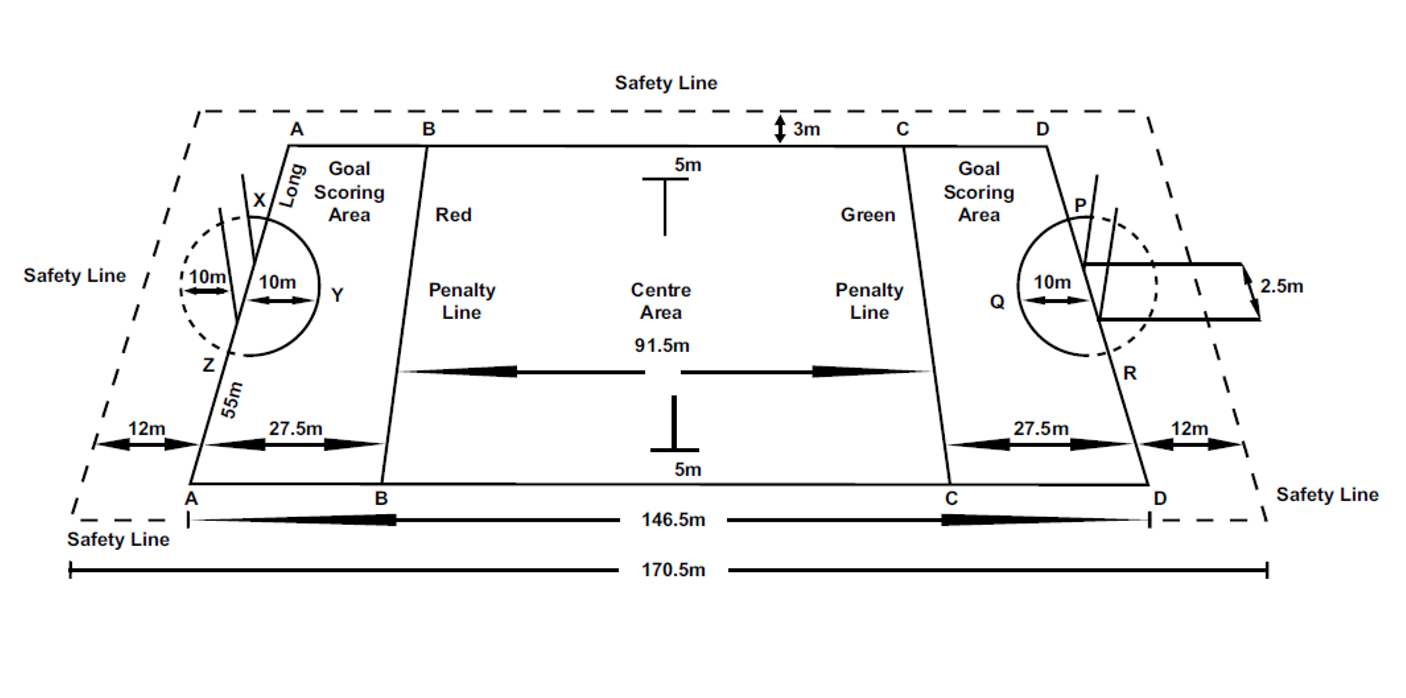 Safety Line
A
B
3m
C
D
Long
Goal
Scoring
Area
5m
Goal
Scoring
Area
X
Red
Green
P
Safety Line
10m
10m
Y
Penalty
Line
Centre
Area
91.5m
Penalty
Line
Q
10m
2.5m
Z
55m
R
12m
27.5m
27.5m
12m
5m
A
B
C
D
Safety Line
146.5m
Safety Line
170.5m